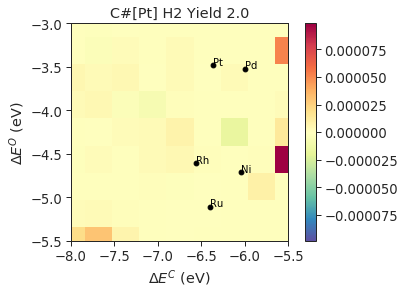 C#[Pt] H2 Yield 2.0
−3.0
−3.5
−4.0
−4.5
−5.0
−5.5
ΔE^O (eV)
Pt
Pd
Rh
Ni
Ru
−8.0 −7.5 −7.0 −6.5 −6.0 −5.5
ΔE^C (eV)
0.000075
0.000050
0.000025
0.000000
−0.000025
−0.000050
−0.000075